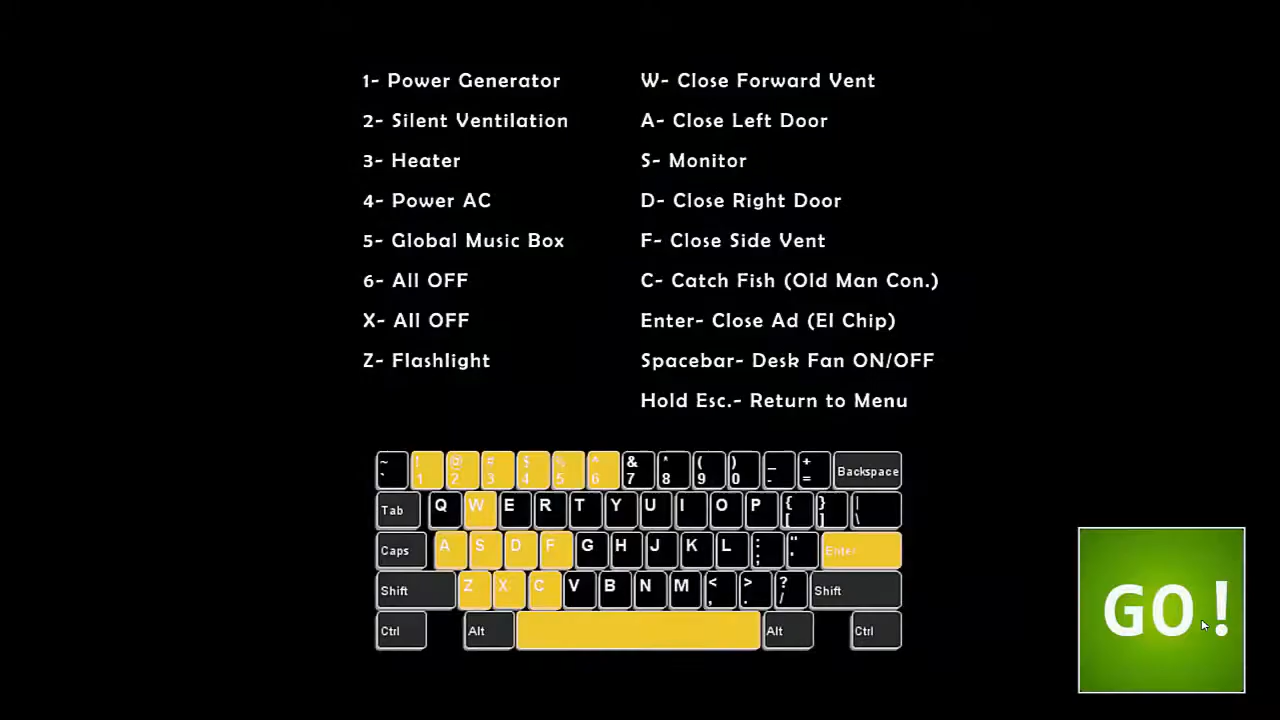 1- Power Generator
2- Silent Ventilation
3- Heater
4- Power AC
5- Global Music Box
6- All OFF
X- All OFF
Z- Flashlight
W- Close Forward Vent
A- Close Left Door
S- Monitor
D- Close Right Door
F- Close Side Vent
C- Catch Fish (Old Man Con.)
Enter- Close Ad (El Chip)
Spacebar- Desk Fan ON/OFF
Hold Esc.- Return to Menu
~ ! @ # $ % ^ & * ( ) _ +
` 1 2 3 4 5 6 7 8 9 0 - = Backspace
Tab Q W E R T Y U I O P { [ } ] | \
Caps A S D F G H J K L : ; " ' Enter
Shift Z X C V B N M < , > . ? / Shift
Ctrl Alt Alt Ctrl
GO!